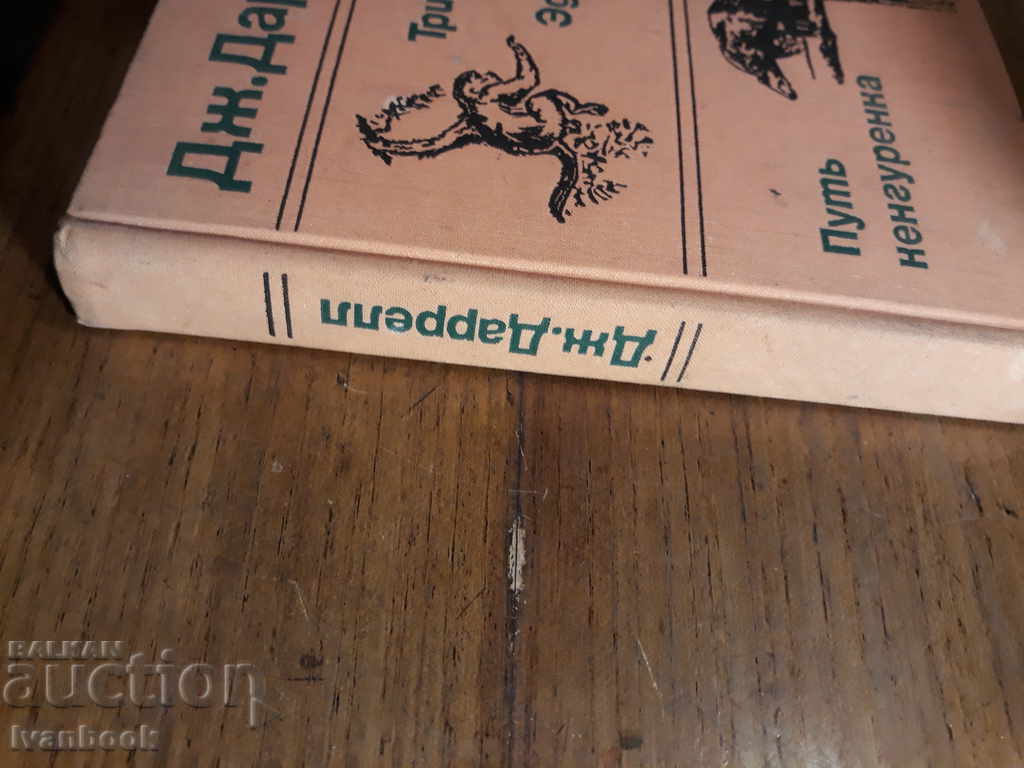 Дж.Дар
Три
Эд
Путь
кенгуренка
Дж.Даррелл
BALKAN
auction
Ivanbook